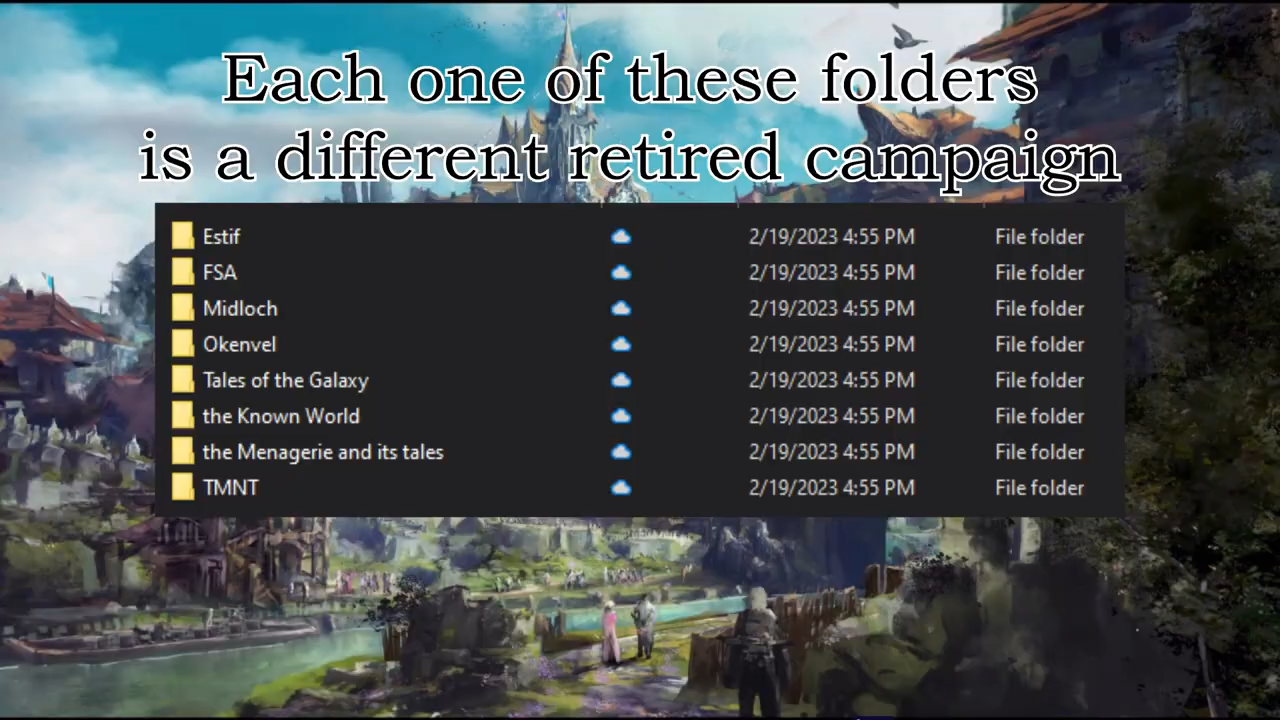 Each one of these folders
is a different retired campaign
Estif 2/19/2023 4:55 PM File folder
FSA 2/19/2023 4:55 PM File folder
Midloch 2/19/2023 4:55 PM File folder
Okenvel 2/19/2023 4:55 PM File folder
Tales of the Galaxy 2/19/2023 4:55 PM File folder
the Known World 2/19/2023 4:55 PM File folder
the Menagerie and its tales 2/19/2023 4:55 PM File folder
TMNT 2/19/2023 4:55 PM File folder